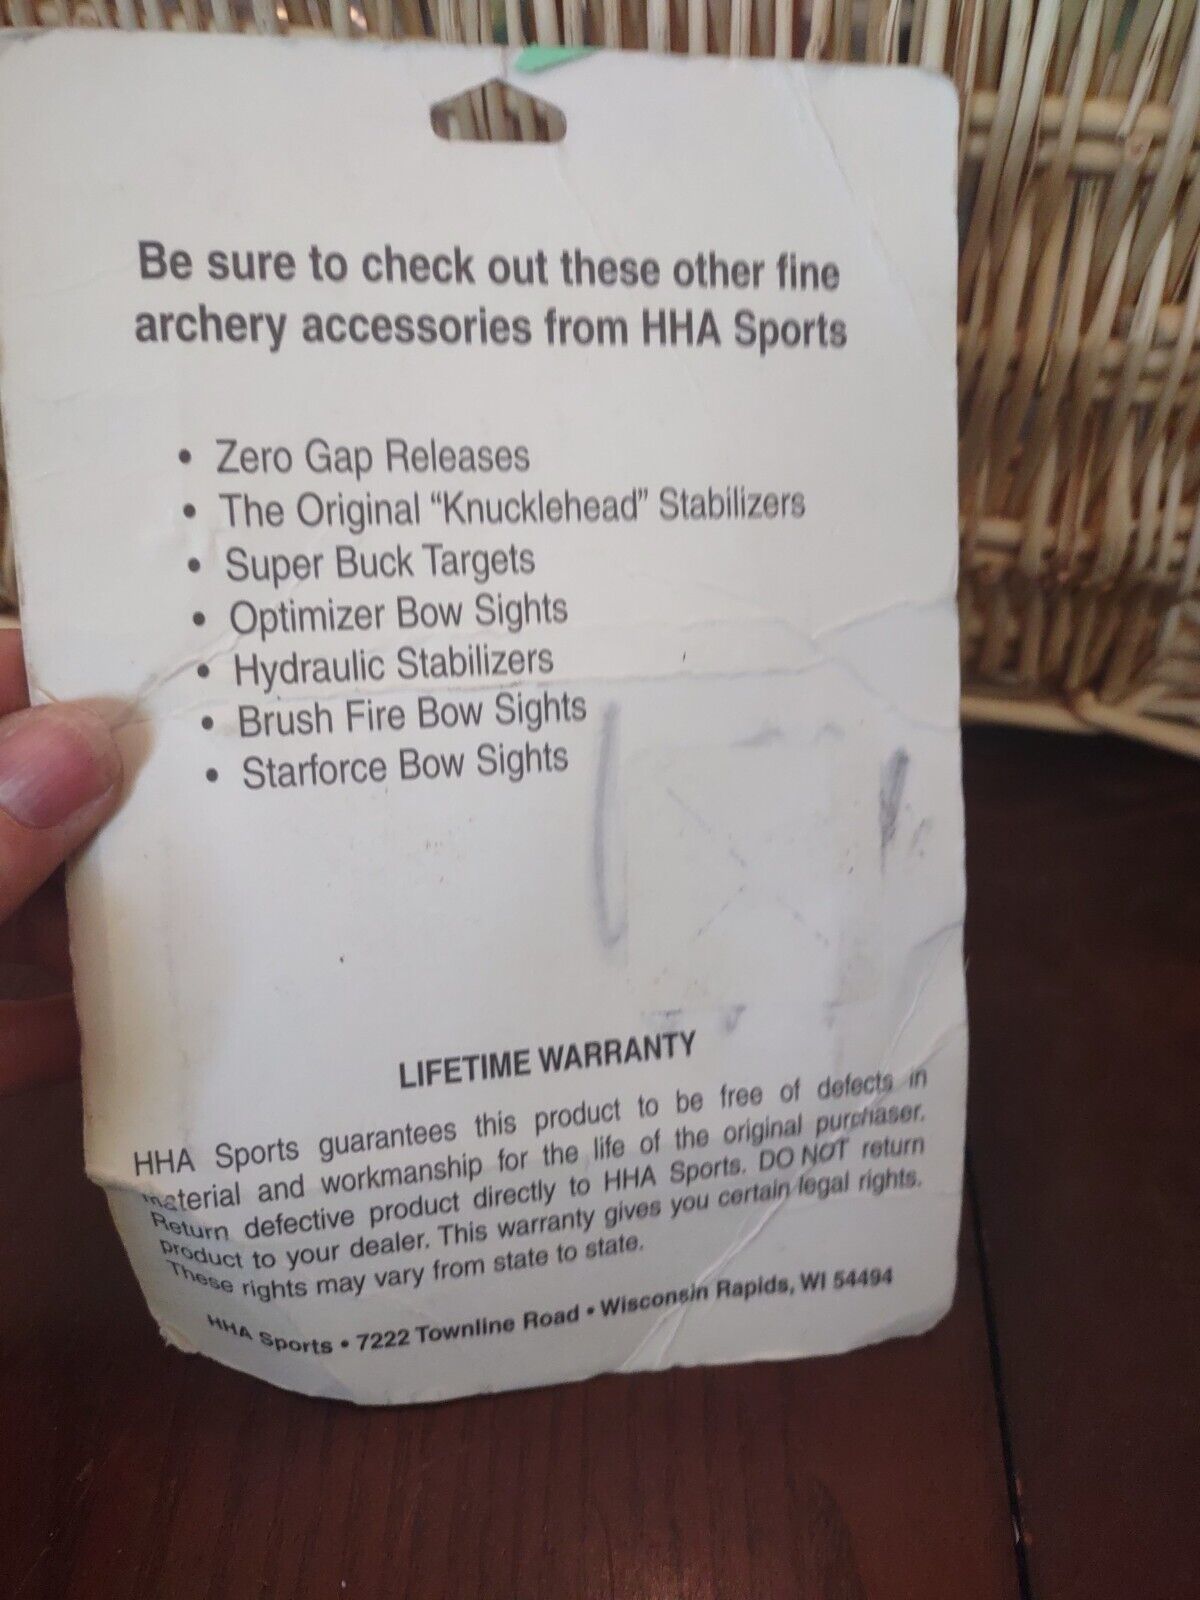 Be sure to check out these other fine
archery accessories from HHA Sports
• Zero Gap Releases
• The Original “Knucklehead” Stabilizers
• Super Buck Targets
• Optimizer Bow Sights
• Hydraulic Stabilizers
• Brush Fire Bow Sights
• Starforce Bow Sights
LIFETIME WARRANTY
HHA Sports guarantees this product to be free of defects in
material and workmanship for the life of the original purchaser.
Return defective product directly to HHA Sports. DO NOT return
product to your dealer. This warranty gives you certain legal rights.
These rights may vary from state to state.
HHA Sports • 7222 Townline Road • Wisconsin Rapids, WI 54494